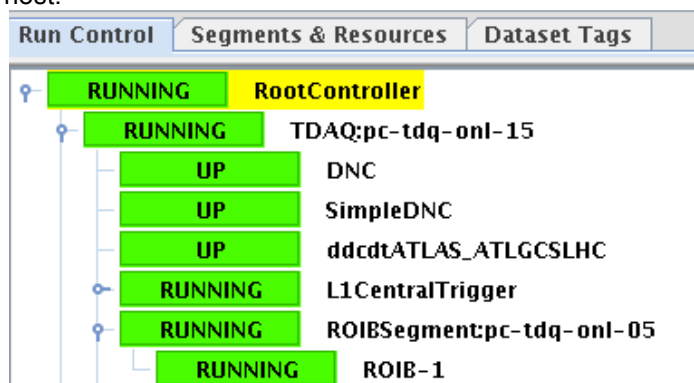 host.
Run Control Segments & Resources Dataset Tags
RUNNING RootController
RUNNING TDAQ:pc-tdq-onl-15
UP DNC
UP SimpleDNC
UP ddcdtATLAS_ATLGCSLHC
RUNNING L1CentralTrigger
RUNNING ROIBSegment:pc-tdq-onl-05
RUNNING ROIB-1